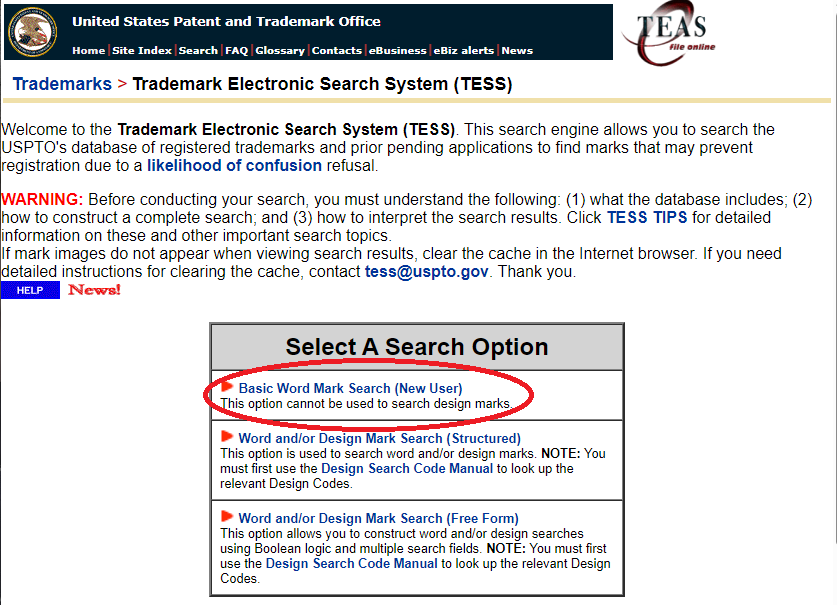 United States Patent and Trademark Office
Home|Site Index|Search|FAQ|Glossary|Contacts|eBusiness|eBiz alerts|News
TEAS
file online
Trademarks > Trademark Electronic Search System (TESS)
Welcome to the Trademark Electronic Search System (TESS). This search engine allows you to search the
USPTO's database of registered trademarks and prior pending applications to find marks that may prevent
registration due to a likelihood of confusion refusal.
WARNING: Before conducting your search, you must understand the following: (1) what the database includes; (2)
how to construct a complete search; and (3) how to interpret the search results. Click TESS TIPS for detailed
information on these and other important search topics.
If mark images do not appear when viewing search results, clear the cache in the Internet browser. If you need
detailed instructions for clearing the cache, contact tess@uspto.gov. Thank you.
HELP News!
Select A Search Option
Basic Word Mark Search (New User)
This option cannot be used to search design marks.
Word and/or Design Mark Search (Structured)
This option is used to search word and/or design marks. NOTE: You
must first use the Design Search Code Manual to look up the
relevant Design Codes.
Word and/or Design Mark Search (Free Form)
This option allows you to construct word and/or design searches
using Boolean logic and multiple search fields. NOTE: You must first
use the Design Search Code Manual to look up the relevant Design
Codes.